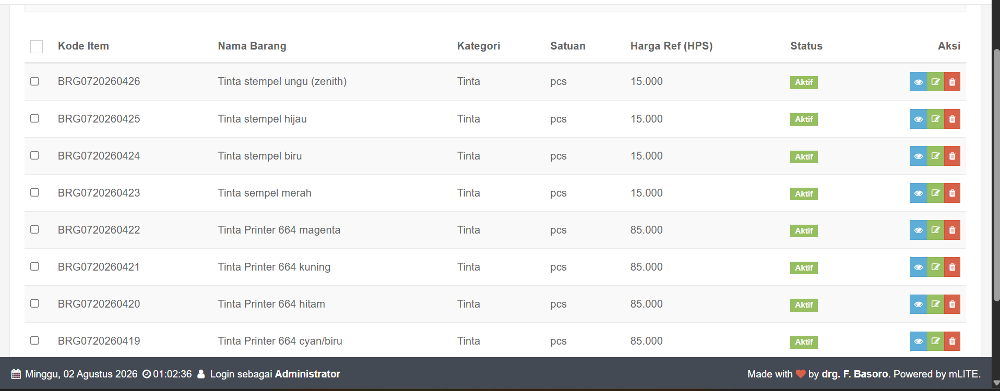 Kode Item Nama Barang Kategori Satuan Harga Ref (HPS) Status Aksi
BRG0720260426 Tinta stempel ungu (zenith) Tinta pcs 15.000 Aktif
BRG0720260425 Tinta stempel hijau Tinta pcs 15.000 Aktif
BRG0720260424 Tinta stempel biru Tinta pcs 15.000 Aktif
BRG0720260423 Tinta sempel merah Tinta pcs 15.000 Aktif
BRG0720260422 Tinta Printer 664 magenta Tinta pcs 85.000 Aktif
BRG0720260421 Tinta Printer 664 kuning Tinta pcs 85.000 Aktif
BRG0720260420 Tinta Printer 664 hitam Tinta pcs 85.000 Aktif
BRG0720260419 Tinta Printer 664 cyan/biru Tinta pcs 85.000 Aktif
Minggu, 02 Agustus 2026 01:02:36 Login sebagai Administrator Made with by drg. F. Basoro. Powered by mLITE.